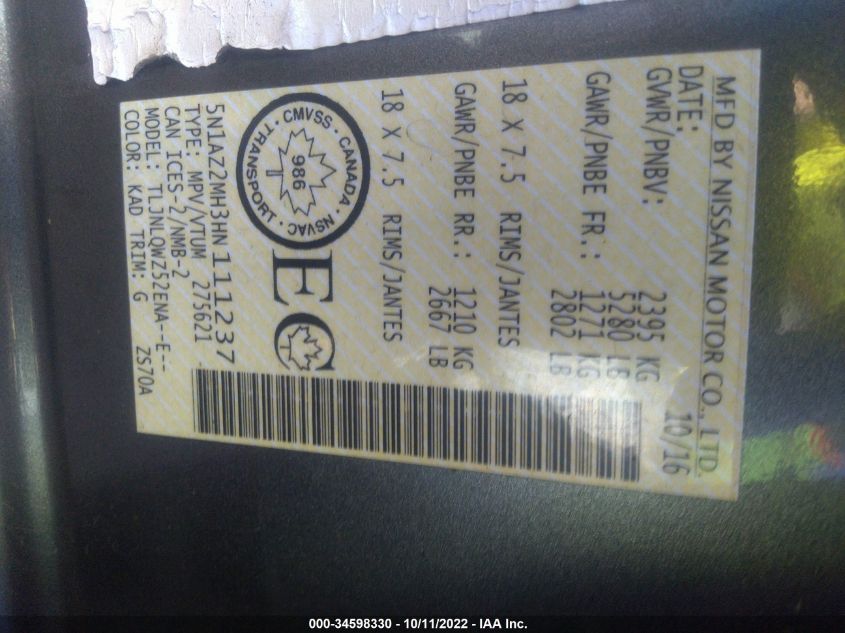 MFD BY NISSAN MOTOR CO., LTD.
DATE: 10/16
GVWR/PNBV: 2395 KG
5280 LB
GAWR/PNBE FR.: 1271 KG
2802 LB
18 X 7.5 RIMS/JANTES
GAWR/PNBE RR.: 1210 KG
2667 LB
18 X 7.5 RIMS/JANTES
CMVSS · CANADA · NSVAC · TRANSPORT ·
986
EC
5N1AZ2MH3HN111237
TYPE: MPV/VTUM 275621
CAN ICES-2/NMB-2
MODEL: TLJNLQWZ52ENA--E--
COLOR: KAD TRIM: G ZS70A
000-34598330 - 10/11/2022 - IAA Inc.